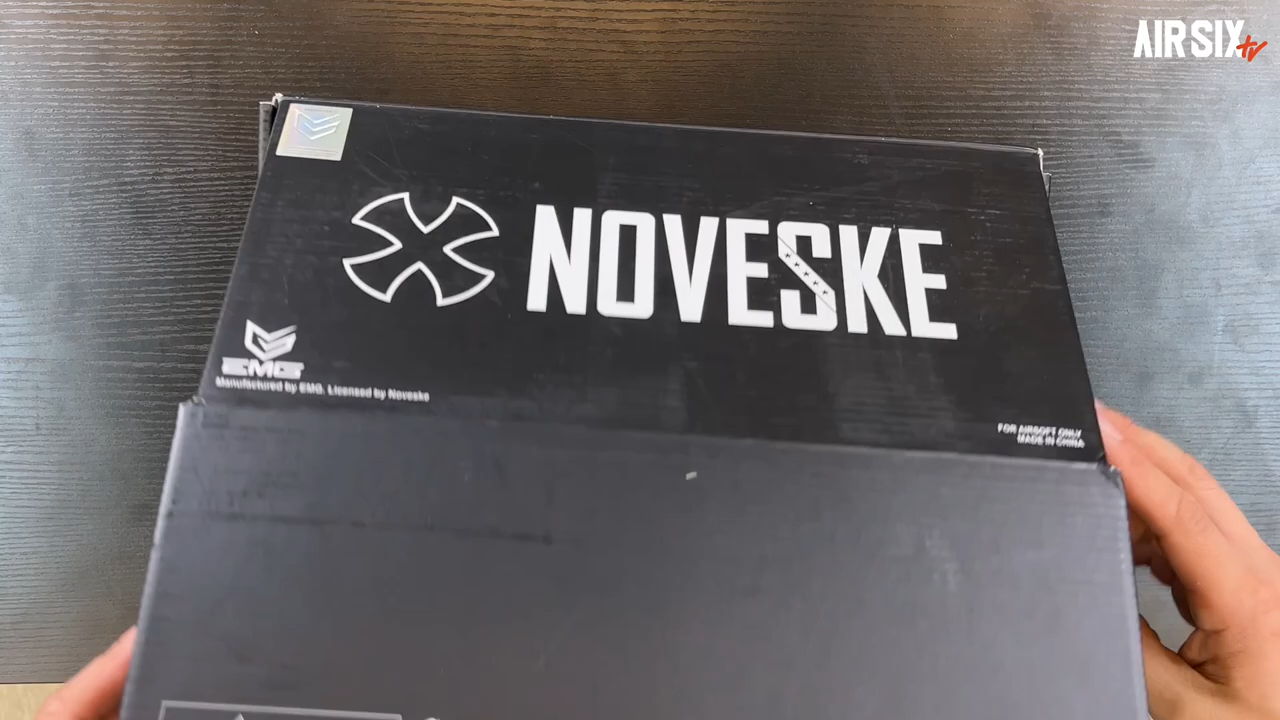 AIRSIX tv
NOVESKE
EMG
Manufactured by EMG. Licensed by Noveske
FOR AIRSOFT ONLY
MADE IN CHINA